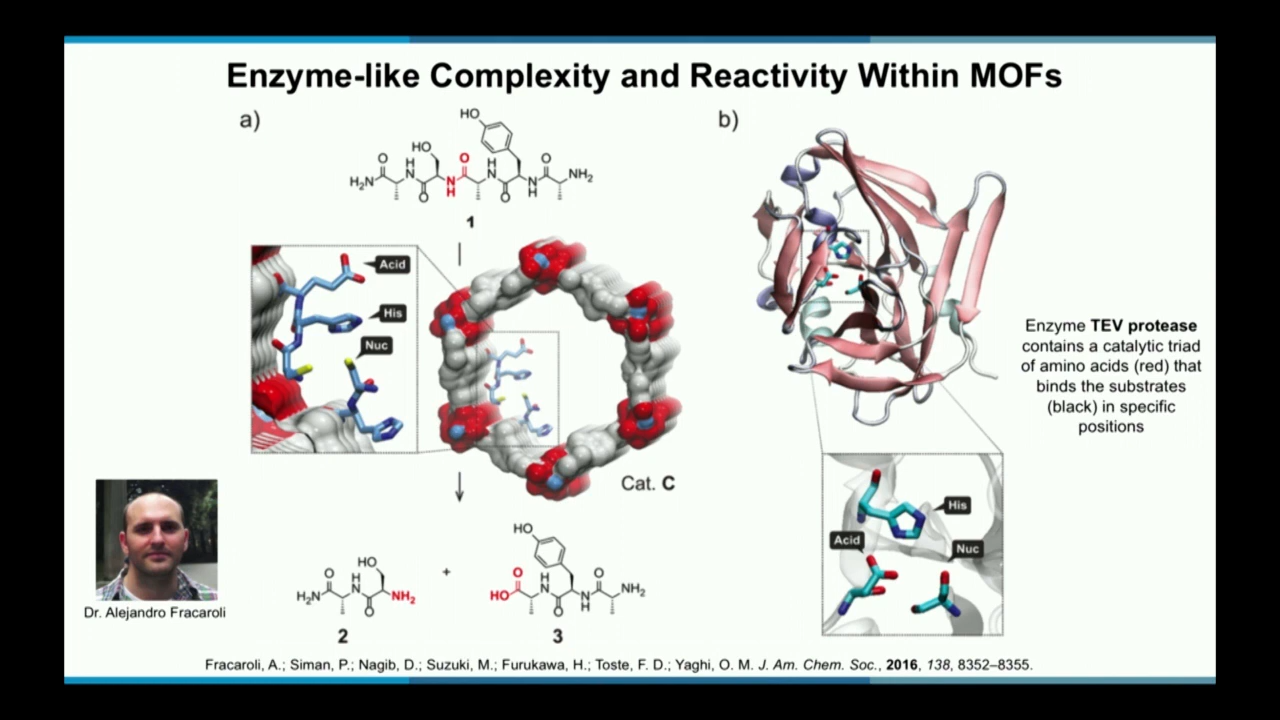 Enzyme-like Complexity and Reactivity Within MOFs
a)
HO
HO
O
H
N
O
H
N
O
H₂N
O
N
H
O
N
H
NH₂
1
Acid
His
Nuc
Cat. C
HO
HO
O
H
N
H₂N
O
NH₂
2
+
O
H
N
O
HO
O
N
H
NH₂
3
b)
His
Acid
Nuc
Enzyme TEV protease
contains a catalytic triad
of amino acids (red) that
binds the substrates
(black) in specific
positions
Dr. Alejandro Fracaroli
Fracaroli, A.; Siman, P.; Nagib, D.; Suzuki, M.; Furukawa, H.; Toste, F. D.; Yaghi, O. M. J. Am. Chem. Soc., 2016, 138, 8352–8355.